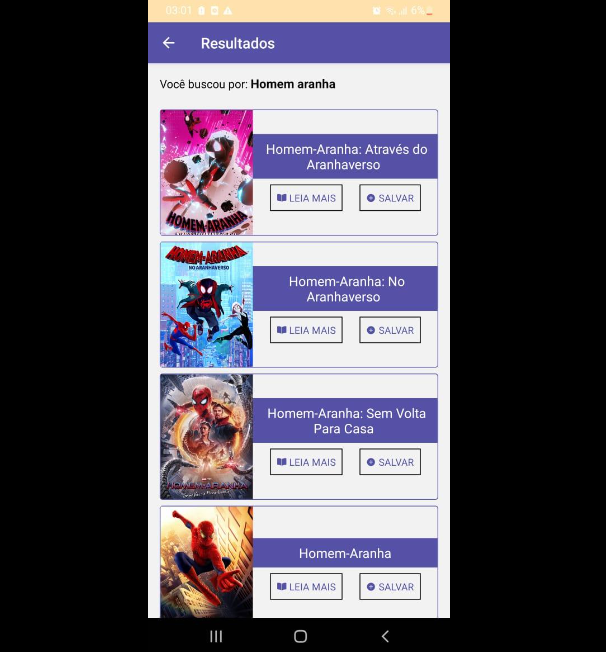 03:01
6%
Resultados
Você buscou por: Homem aranha
HOMEM-ARANHA
Homem-Aranha: Através do
Aranhaverso
LEIA MAIS
SALVAR
HOMEM-ARANHA
NO ARANHAVERSO
Homem-Aranha: No
Aranhaverso
LEIA MAIS
SALVAR
HOMEM-ARANHA
Homem-Aranha: Sem Volta
Para Casa
LEIA MAIS
SALVAR
Homem-Aranha
LEIA MAIS
SALVAR